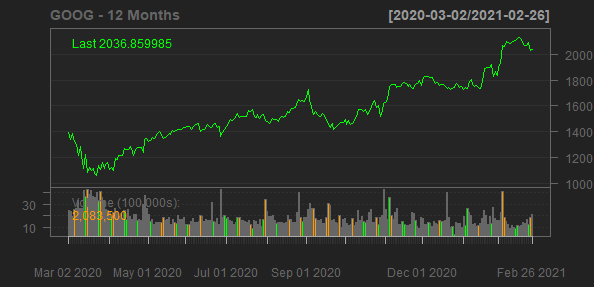 GOOG - 12 Months [2020-03-02/2021-02-26]
Last 2036.859985
2000
1800
1600
1400
1200
1000
Volume (100,000s):
2,083,500
30
20
10
Mar 02 2020 May 01 2020 Jul 01 2020 Sep 01 2020 Dec 01 2020 Feb 26 2021